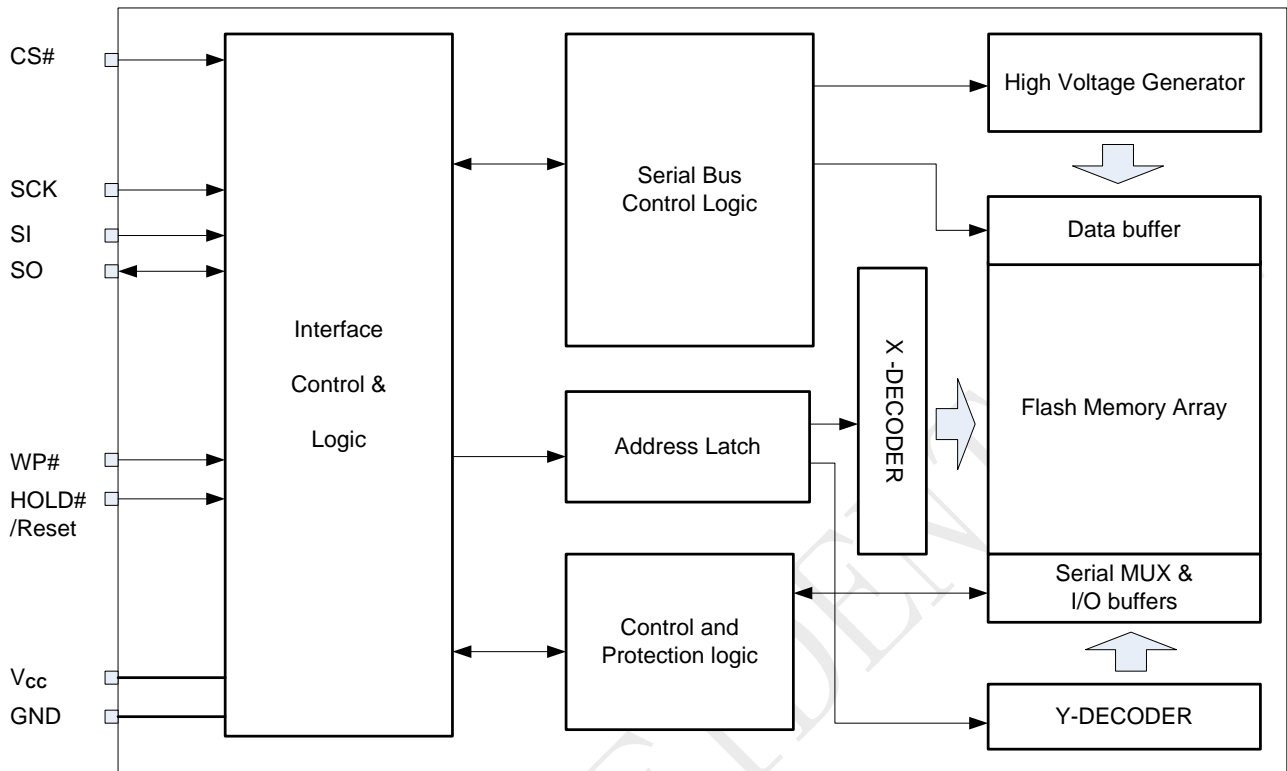 CS#
SCK
SI
SO
WP#
HOLD#
/Reset
Vcc
GND
Interface
Control &
Logic
Serial Bus
Control Logic
Address Latch
Control and
Protection logic
X -DECODER
High Voltage Generator
Data buffer
Flash Memory Array
Serial MUX &
I/O buffers
Y-DECODER